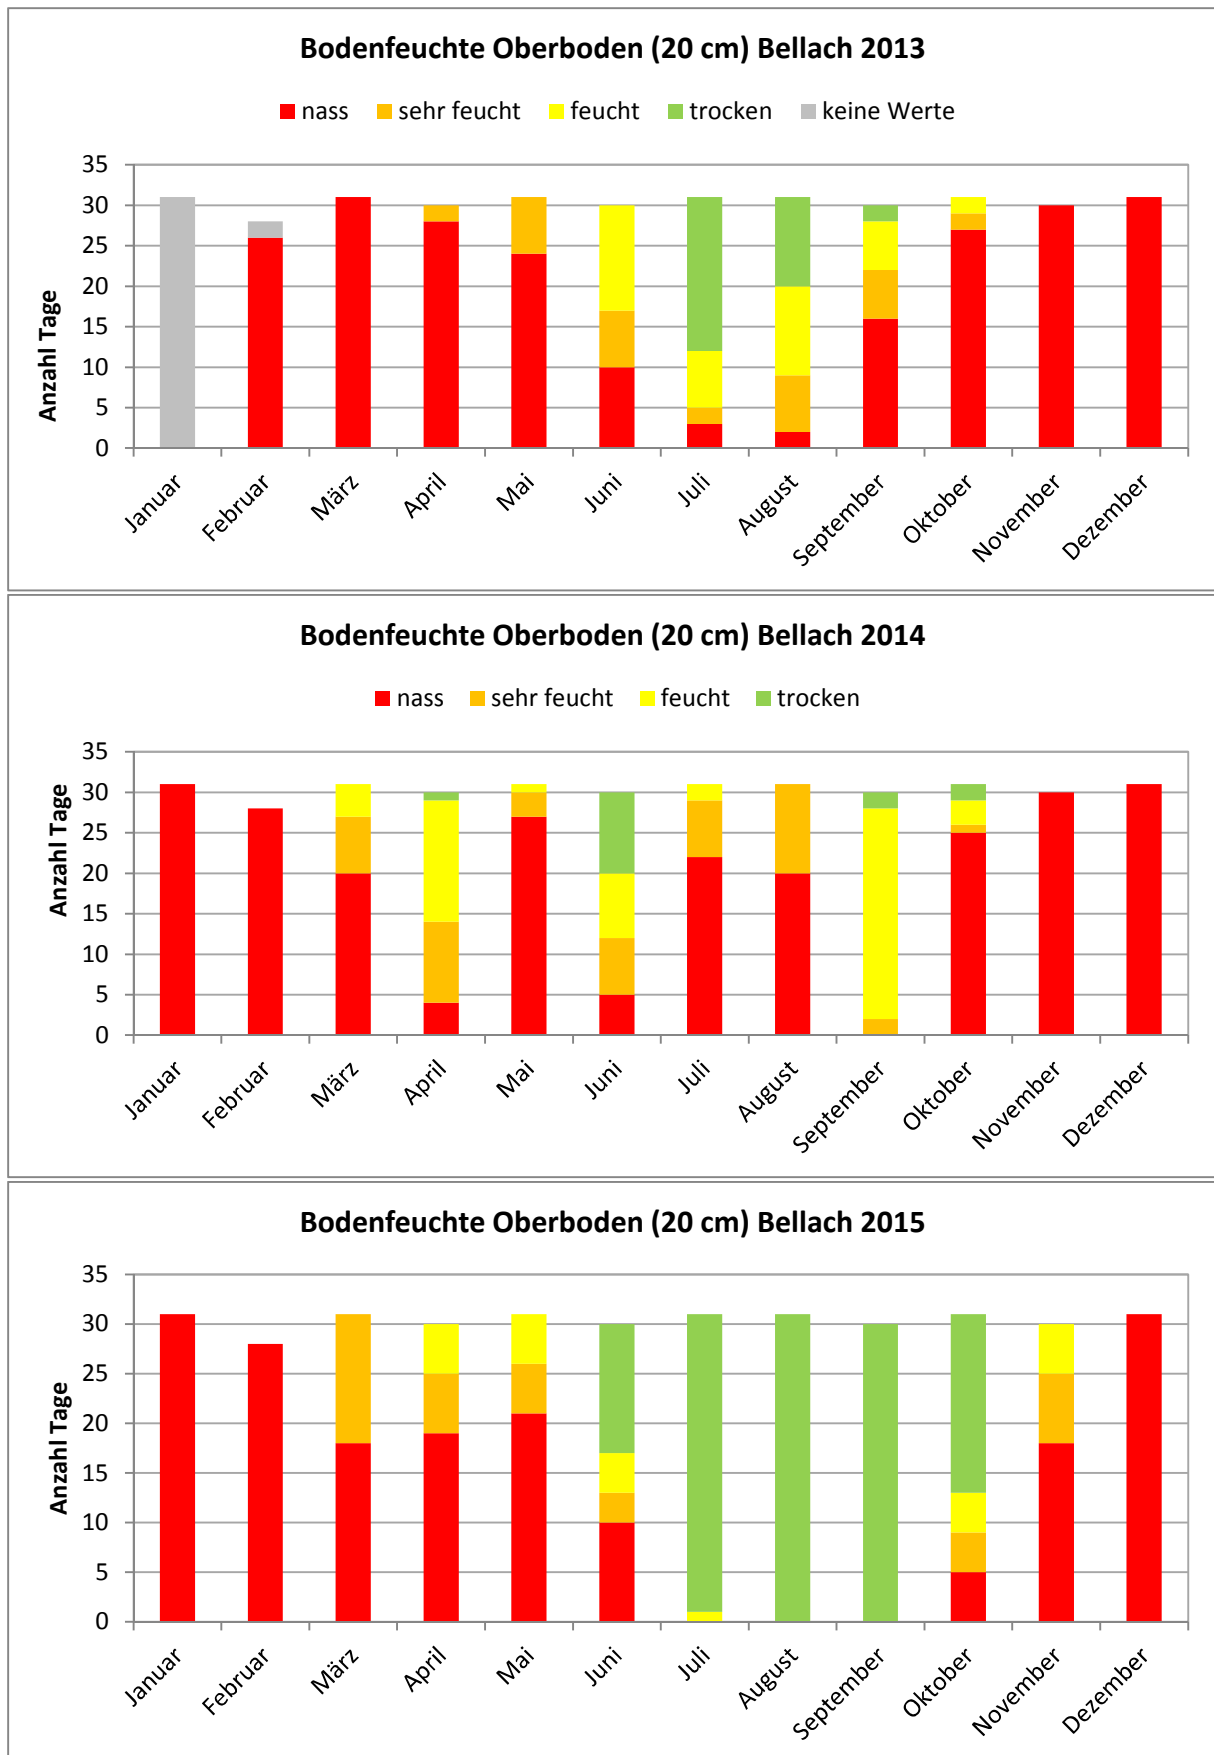 Bodenfeuchte Oberboden (20 cm) Bellach 2013
nass sehr feucht feucht trocken keine Werte
Anzahl Tage
35
30
25
20
15
10
5
0
Januar Februar März April Mai Juni Juli August September Oktober November Dezember
Bodenfeuchte Oberboden (20 cm) Bellach 2014
nass sehr feucht feucht trocken
Anzahl Tage
35
30
25
20
15
10
5
0
Januar Februar März April Mai Juni Juli August September Oktober November Dezember
Bodenfeuchte Oberboden (20 cm) Bellach 2015
Anzahl Tage
35
30
25
20
15
10
5
0
Januar Februar März April Mai Juni Juli August September Oktober November Dezember